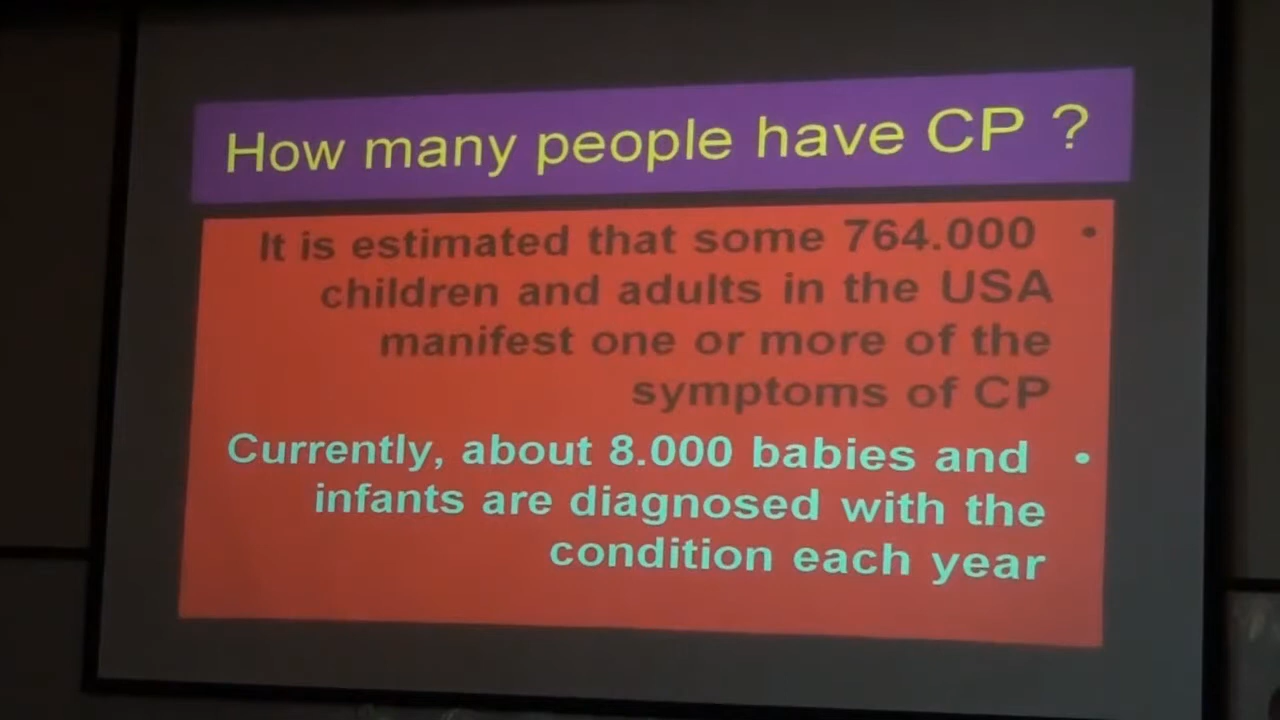 How many people have CP ?
It is estimated that some 764.000 •
children and adults in the USA
manifest one or more of the
symptoms of CP
Currently, about 8.000 babies and •
infants are diagnosed with the
condition each year